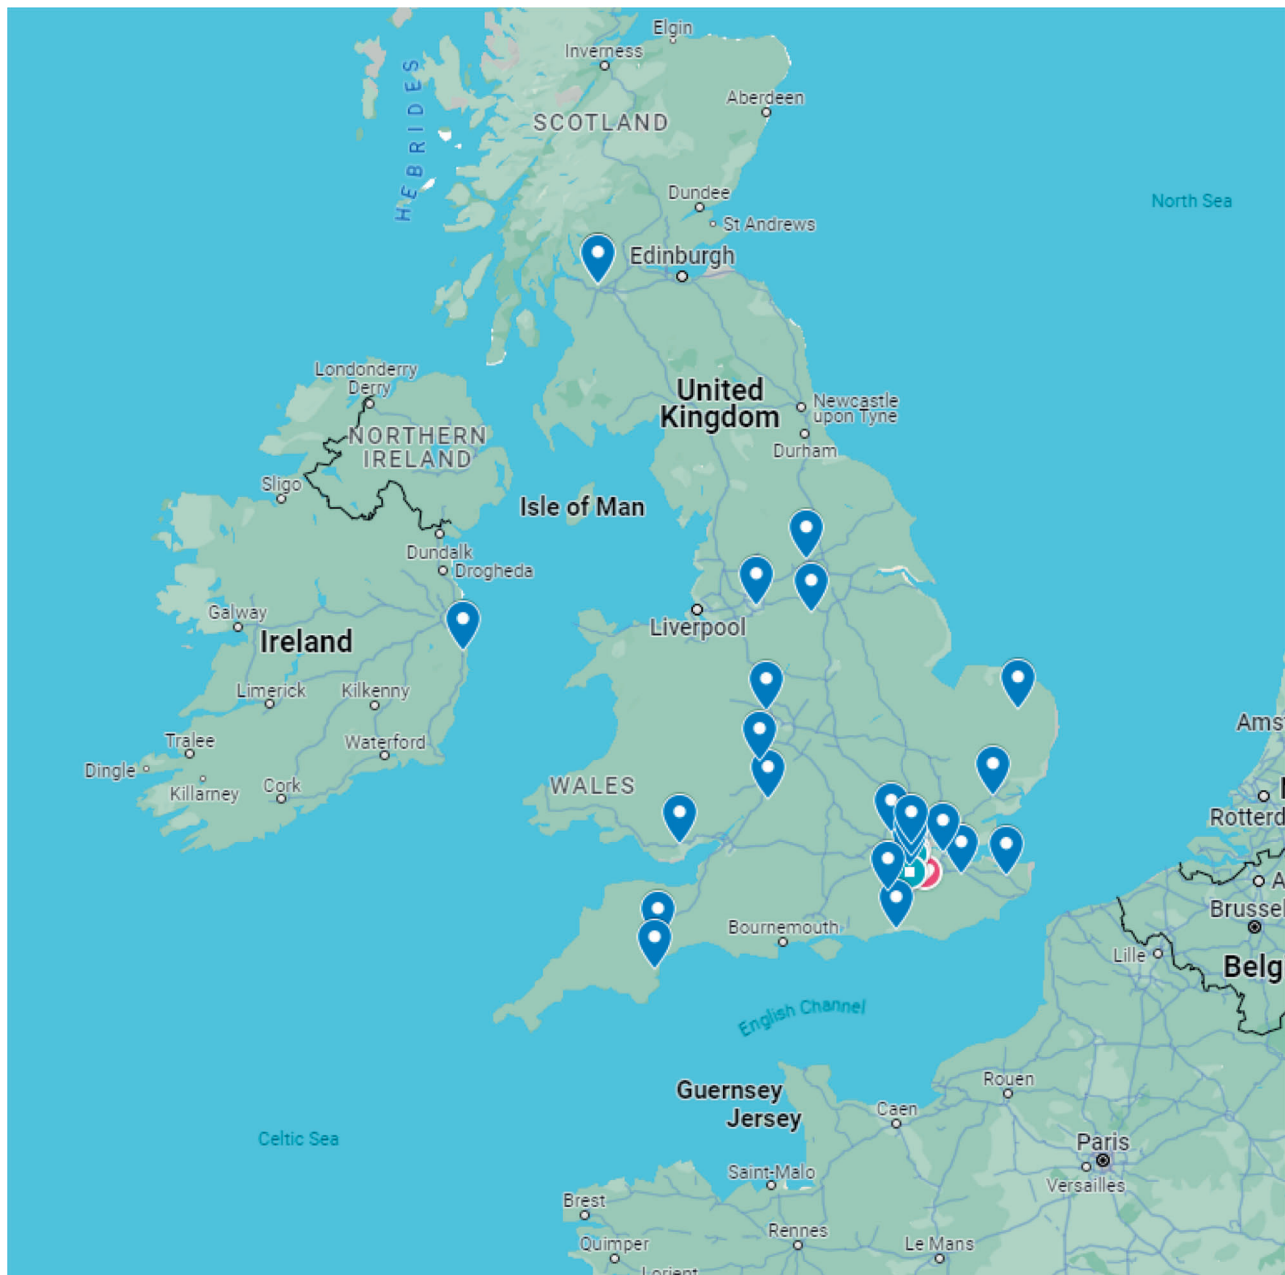 Elgin
Inverness
HEBRIDES
Aberdeen
SCOTLAND
Dundee
North Sea
St Andrews
Edinburgh
Londonderry
Derry
United
Kingdom
Newcastle
upon Tyne
NORTHERN
IRELAND
Durham
Sligo
Isle of Man
Dundalk
Drogheda
Galway
Liverpool
Ireland
Limerick
Kilkenny
Ams
Tralee
Waterford
Dingle
Killarney
Cork
WALES
Rotterd
A
Brussel
Bournemouth
Lille
Belg
English Channel
Guernsey
Jersey
Rouen
Caen
Celtic Sea
Paris
Saint-Malo
Versailles
Brest
Rennes
Quimper
Le Mans
Lorient